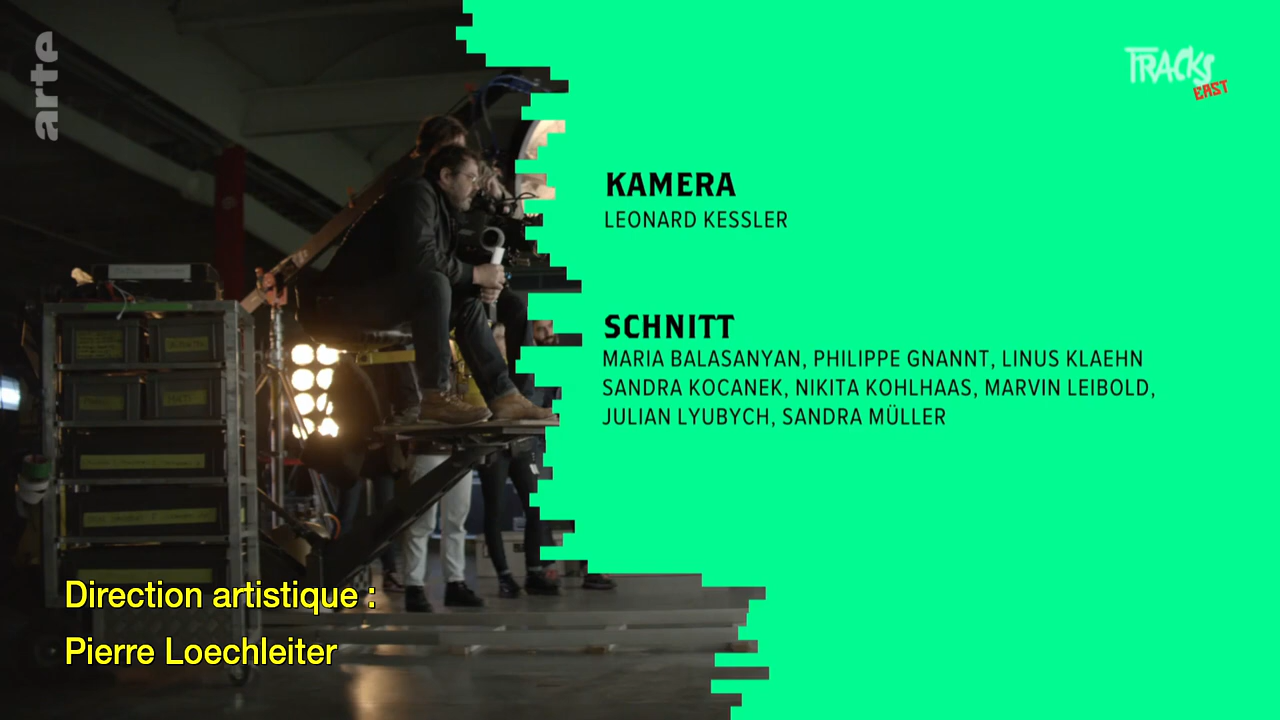 arte
TRACKS
EAST
KAMERA
LEONARD KESSLER
SCHNITT
MARIA BALASANYAN, PHILIPPE GNANNT, LINUS KLAEHN
SANDRA KOCANEK, NIKITA KOHLHAAS, MARVIN LEIBOLD,
JULIAN LYUBYCH, SANDRA MÜLLER
Direction artistique :
Pierre Loechleiter